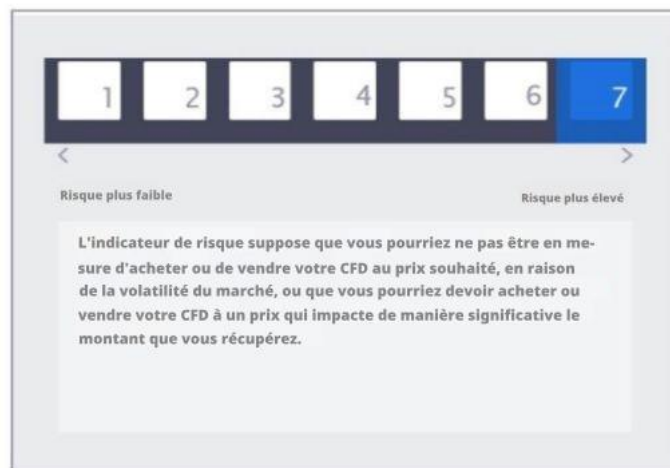 1 2 3 4 5 6 7
< >
Risque plus faible Risque plus élevé
L'indicateur de risque suppose que vous pourriez ne pas être en me-
sure d'acheter ou de vendre votre CFD au prix souhaité, en raison
de la volatilité du marché, ou que vous pourriez devoir acheter ou
vendre votre CFD à un prix qui impacte de manière significative le
montant que vous récupérez.